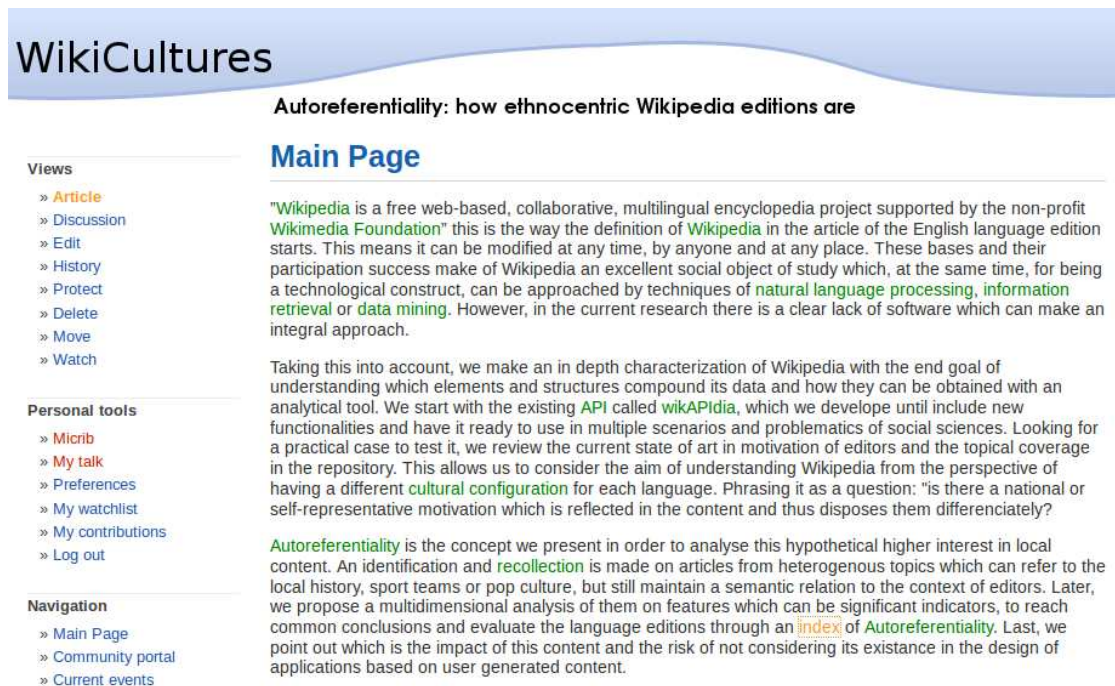 WikiCultures
Autoreferentiality: how ethnocentric Wikipedia editions are
Views
» Article
» Discussion
» Edit
» History
» Protect
» Delete
» Move
» Watch
Personal tools
» Micrib
» My talk
» Preferences
» My watchlist
» My contributions
» Log out
Navigation
» Main Page
» Community portal
» Current events
Main Page
"Wikipedia is a free web-based, collaborative, multilingual encyclopedia project supported by the non-profit
Wikimedia Foundation" this is the way the definition of Wikipedia in the article of the English language edition
starts. This means it can be modified at any time, by anyone and at any place. These bases and their
participation success make of Wikipedia an excellent social object of study which, at the same time, for being
a technological construct, can be approached by techniques of natural language processing, information
retrieval or data mining. However, in the current research there is a clear lack of software which can make an
integral approach.
Taking this into account, we make an in depth characterization of Wikipedia with the end goal of
understanding which elements and structures compound its data and how they can be obtained with an
analytical tool. We start with the existing API called wikAPIdia, which we develope until include new
functionalities and have it ready to use in multiple scenarios and problematics of social sciences. Looking for
a practical case to test it, we review the current state of art in motivation of editors and the topical coverage
in the repository. This allows us to consider the aim of understanding Wikipedia from the perspective of
having a different cultural configuration for each language. Phrasing it as a question: "is there a national or
self-representative motivation which is reflected in the content and thus disposes them differenciately?
Autoreferentiality is the concept we present in order to analyse this hypothetical higher interest in local
content. An identification and recollection is made on articles from heterogenous topics which can refer to the
local history, sport teams or pop culture, but still maintain a semantic relation to the context of editors. Later,
we propose a multidimensional analysis of them on features which can be significant indicators, to reach
common conclusions and evaluate the language editions through an index of Autoreferentiality. Last, we
point out which is the impact of this content and the risk of not considering its existance in the design of
applications based on user generated content.